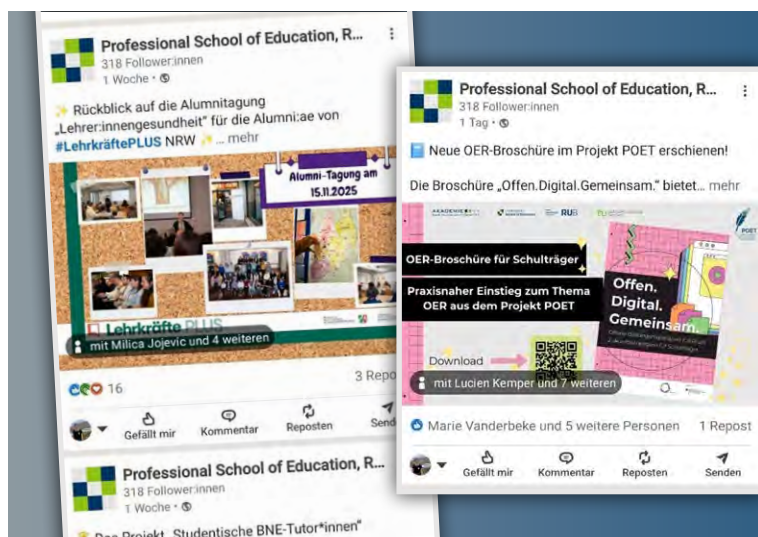 Professional School of Education, R...
318 Follower:innen
1 Woche
✨ Rückblick auf die Alumnitagung
„Lehrer:innengesundheit" für die Alumni:ae von
#LehrkräftePLUS NRW ✨ ... mehr
Alumni-Tagung am
15.11.2025
Lehrkräfte PLUS
mit Milica Jojevic und 4 weiteren
16
3 Repo
Gefällt mir
Kommentar
Reposten
Send
Professional School of Education, R...
318 Follower:innen
1 Woche
Das Projekt „Studentische BNE-Tutor*innen"
Professional School of Education, R...
318 Follower:innen
1 Tag
Neue OER-Broschüre im Projekt POET erschienen!
Die Broschüre „Offen.Digital.Gemeinsam." bietet... mehr
RUB
POET
OER-Broschüre für Schulträger
Praxisnaher Einstieg zum Thema
OER aus dem Projekt POET
Offen.
Digital.
Gemeinsam.
Download
mit Lucien Kemper und 7 weiteren
Marie Vanderbeke und 5 weitere Personen
1 Repost
Gefällt mir
Kommentar
Reposten
Senden